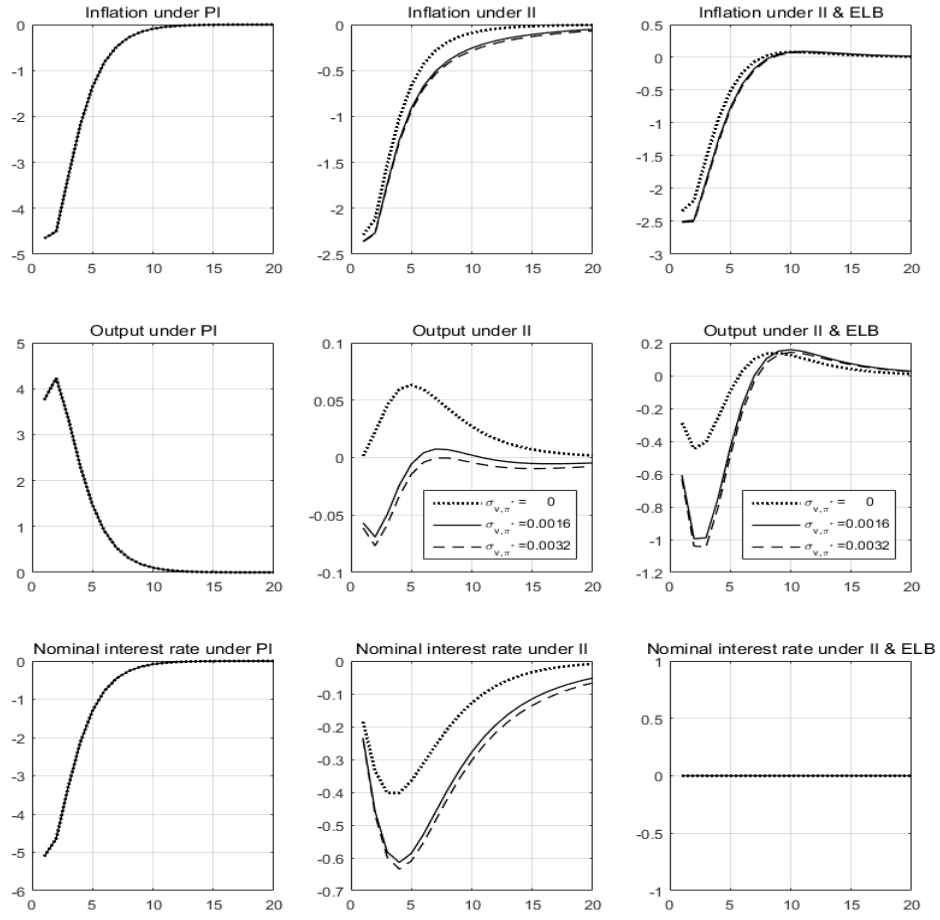 Inflation under PI
0
-1
-2
-3
-4
-5
0 5 10 15 20
Inflation under II
0
-0.5
-1
-1.5
-2
-2.5
0 5 10 15 20
Inflation under II & ELB
0.5
0
-0.5
-1
-1.5
-2
-2.5
-3
0 5 10 15 20
Output under PI
5
4
3
2
1
0
0 5 10 15 20
Output under II
0.1
0.05
0
-0.05
-0.1
0 5 10 15 20
σv,π* = 0
σv,π* =0.0016
σv,π* =0.0032
Output under II & ELB
0.2
0
-0.2
-0.4
-0.6
-0.8
-1
-1.2
0 5 10 15 20
σv,π* = 0
σv,π* =0.0016
σv,π* =0.0032
Nominal interest rate under PI
0
-1
-2
-3
-4
-5
-6
0 5 10 15 20
Nominal interest rate under II
0
-0.1
-0.2
-0.3
-0.4
-0.5
-0.6
-0.7
0 5 10 15 20
Nominal interest rate under II & ELB
1
0.5
0
-0.5
-1
0 5 10 15 20